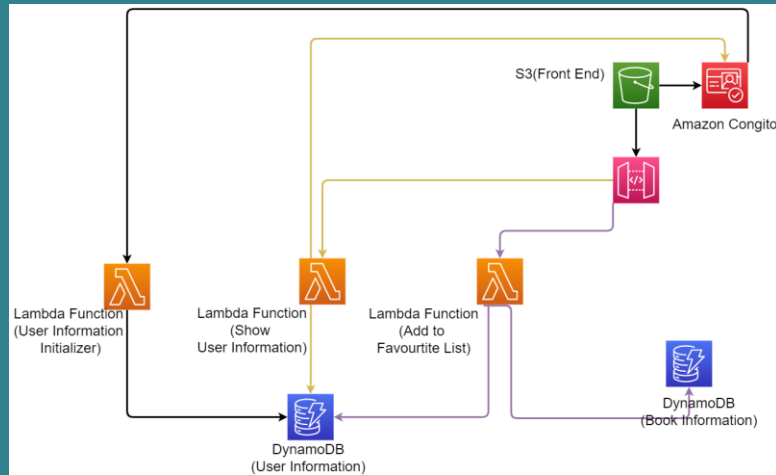 S3(Front End)
Amazon Congito
</>
Lambda Function
(User Information
Initializer)
Lambda Function
(Show
User Information)
Lambda Function
(Add to
Favourtite List)
DynamoDB
(Book Information)
DynamoDB
(User Information)